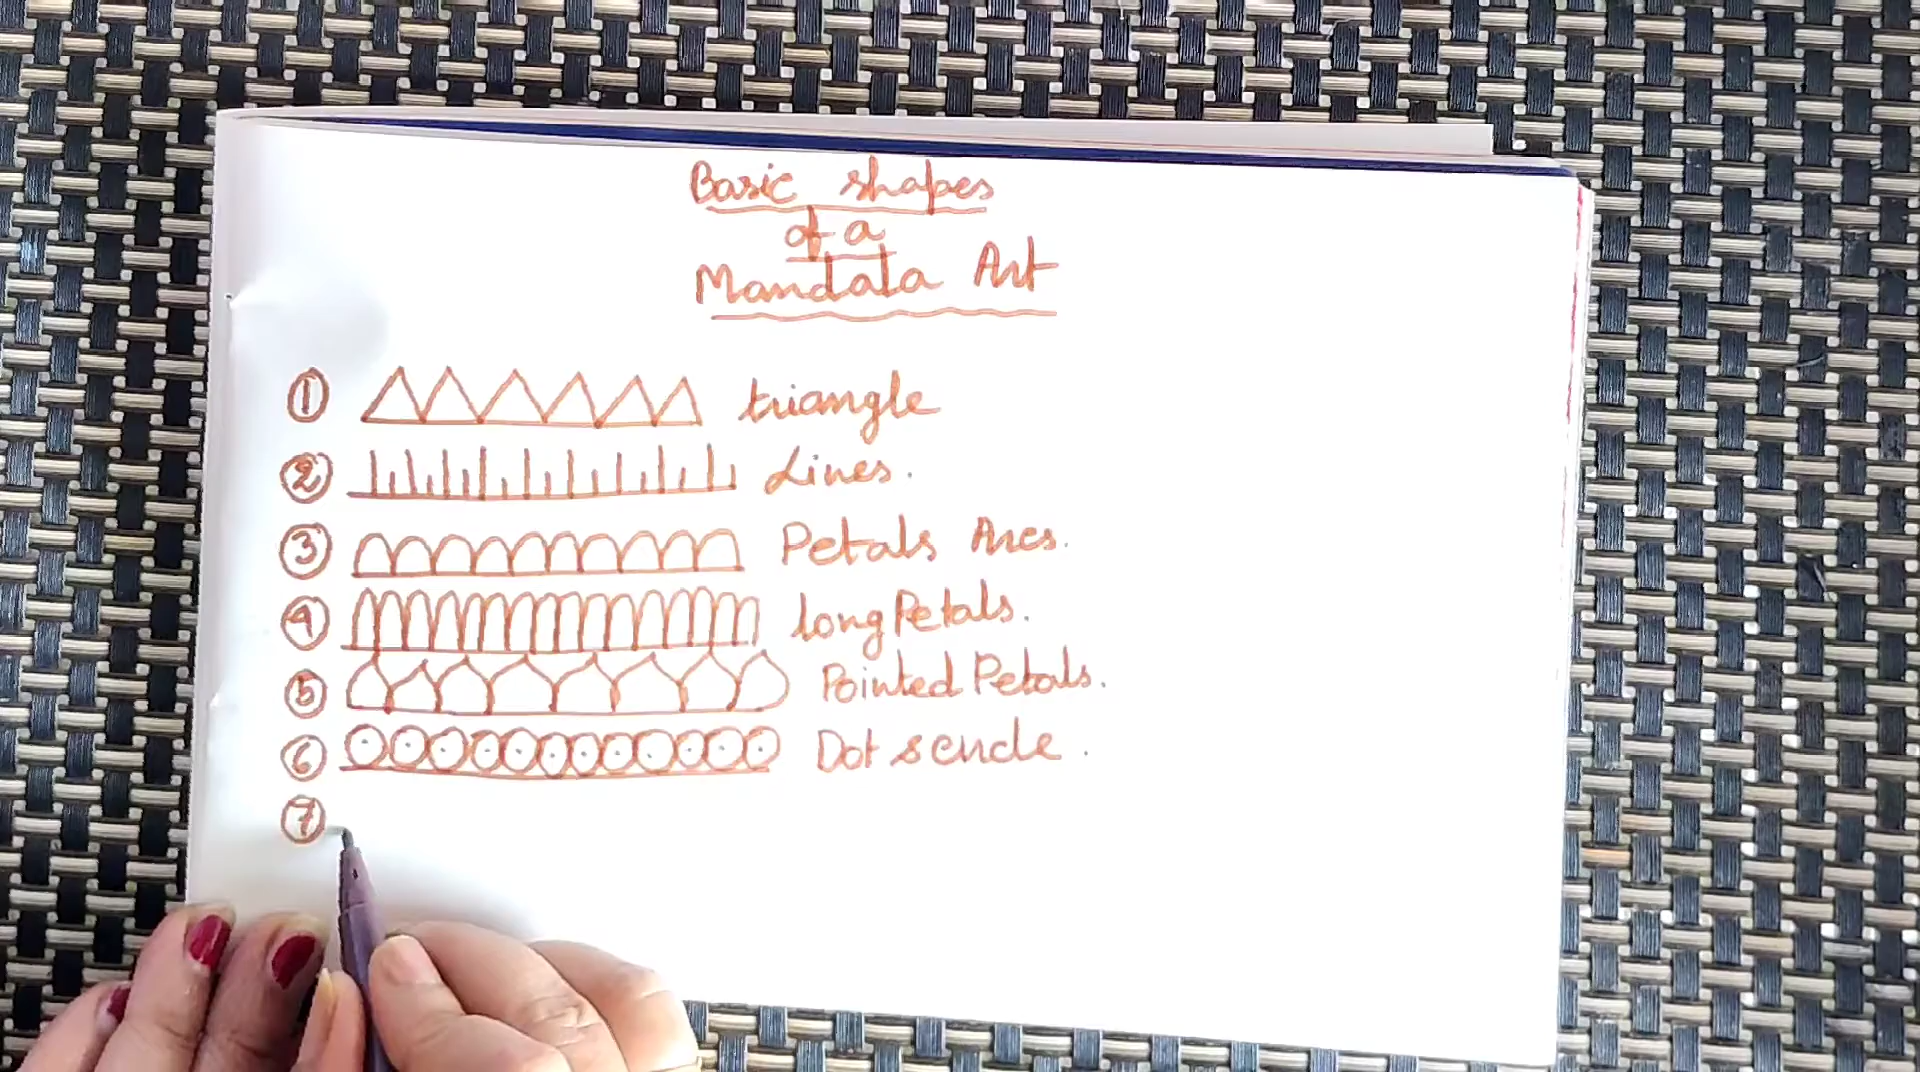 Basic shapes
of a
Mandala Art
1 triangle
2 Lines.
3 Petals Arcs.
4 long Petals.
5 Pointed Petals.
6 Dot s
7